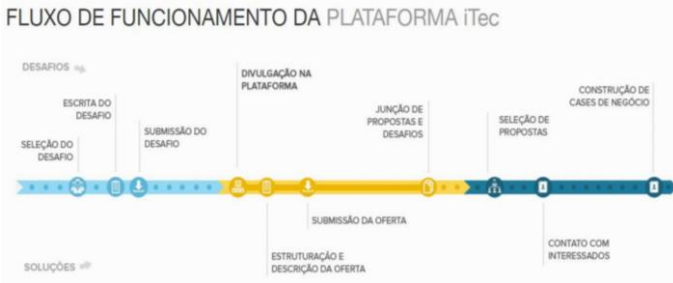 FLUXO DE FUNCIONAMENTO DA PLATAFORMA iTec
DESAFIOS
SELEÇÃO DO
DESAFIO
ESCRITA DO
DESAFIO
SUBMISSÃO DO
DESAFIO
DIVULGAÇÃO NA
PLATAFORMA
JUNÇÃO DE
PROPOSTAS E
DESAFIOS
SELEÇÃO DE
PROPOSTAS
CONSTRUÇÃO DE
CASES DE NEGÓCIO
SUBMISSÃO DA OFERTA
ESTRUTURAÇÃO E
DESCRIÇÃO DA OFERTA
CONTATO COM
INTERESSADOS
SOLUÇÕES